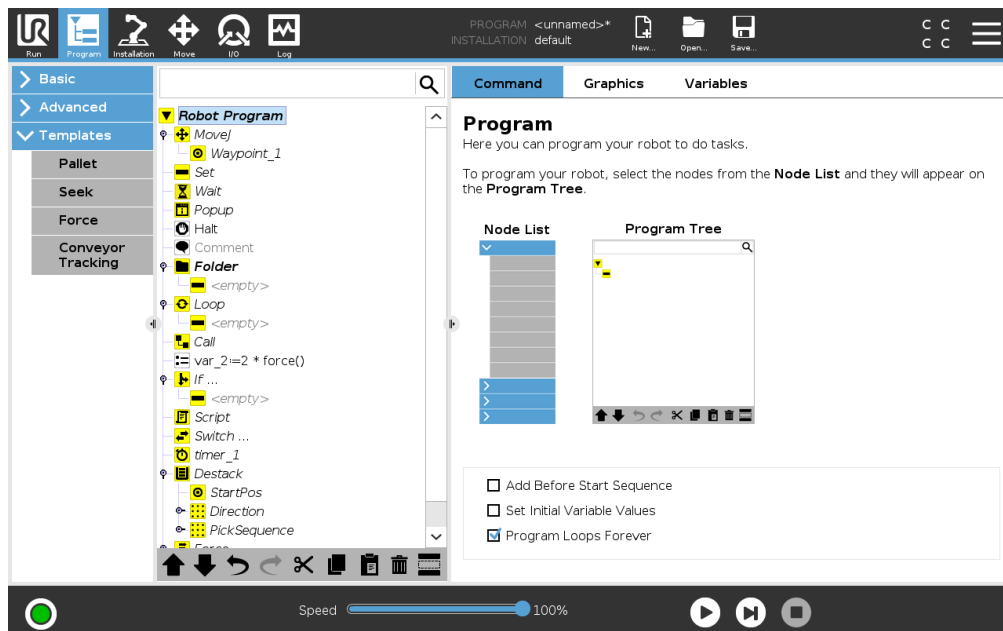 PROGRAM <unnamed>*
INSTALLATION default
Run Program Installation Move I/O Log New... Open... Save...
C C
C C
Basic
Advanced
Templates
Pallet
Seek
Force
Conveyor
Tracking
Robot Program
MoveJ
Waypoint_1
Set
Wait
Popup
Halt
Comment
Folder
<empty>
Loop
<empty>
Call
var_2:=2 * force()
If ...
<empty>
Script
Switch ...
timer_1
Destack
StartPos
Direction
PickSequence
Force
Command Graphics Variables
Program
Here you can program your robot to do tasks.
To program your robot, select the nodes from the Node List and they will appear on
the Program Tree.
Node List Program Tree
Add Before Start Sequence
Set Initial Variable Values
Program Loops Forever
Speed 100%